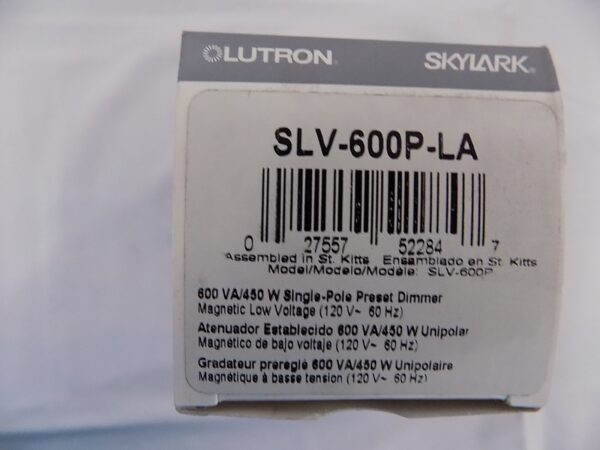 LUTRON® SKYLARK®
SLV-600P-LA
0 27557 52284 7
Assembled in St. Kitts Ensamblado en St. Kitts
Model/Modelo/Modèle: SLV-600P
600 VA/450 W Single-Pole Preset Dimmer
Magnetic Low Voltage (120 V~ 60 Hz)
Atenuador Establecido 600 VA/450 W Unipolar
Magnético de bajo voltaje (120 V~ 60 Hz)
Gradateur préréglé 600 VA/450 W Unipolaire
Magnétique à basse tension (120 V~ 60 Hz)